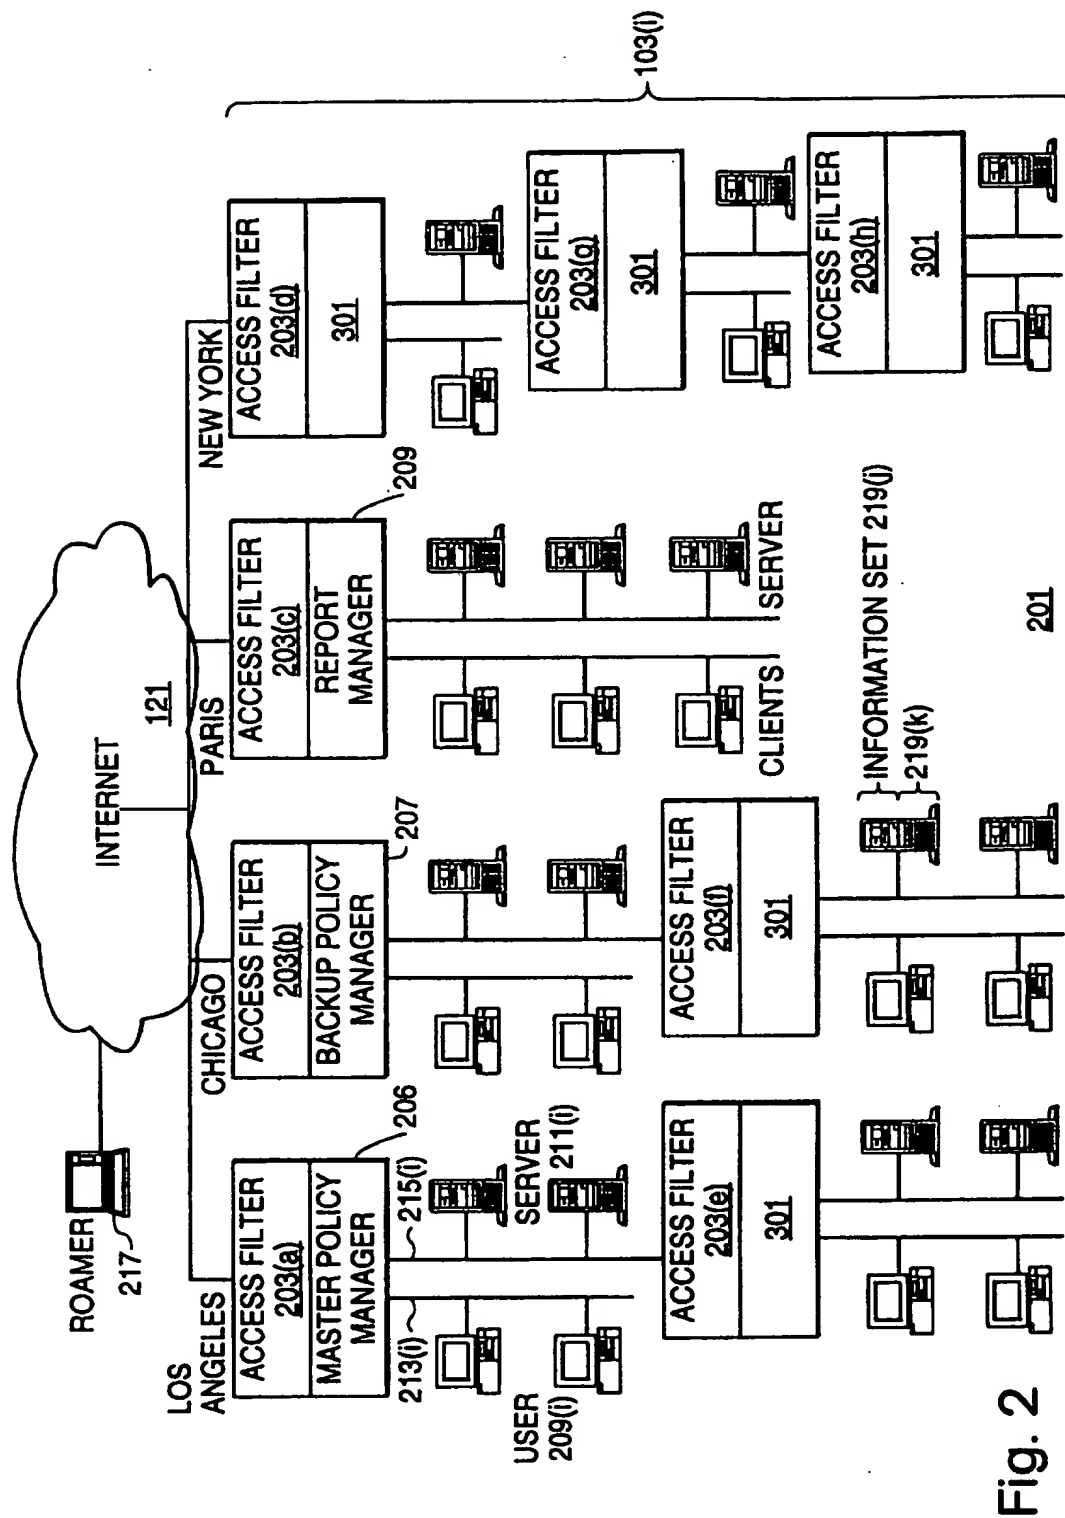 ROAMER
217
INTERNET
121
LOS
ANGELES
CHICAGO
PARIS
NEW YORK
ACCESS FILTER
203(a)
MASTER POLICY
MANAGER
206
ACCESS FILTER
203(b)
BACKUP POLICY
MANAGER
207
ACCESS FILTER
203(c)
REPORT
MANAGER
209
ACCESS FILTER
203(d)
301
103(i)
213(i)
215(i)
USER
209(i)
SERVER
211(i)
ACCESS FILTER
203(e)
301
ACCESS FILTER
203(f)
301
INFORMATION SET 219(j)
219(k)
CLIENTS
SERVER
ACCESS FILTER
203(g)
301
ACCESS FILTER
203(h)
301
201
Fig. 2